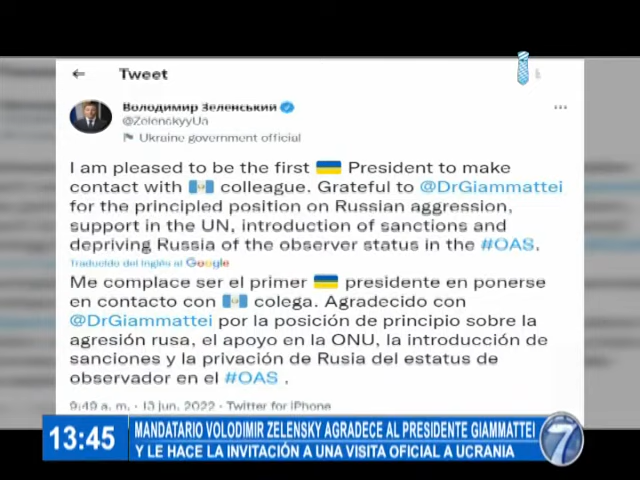 ← Tweet
Володимир Зеленський
@ZelenskyyUa
Ukraine government official
I am pleased to be the first 🇺🇦 President to make
contact with 🇬🇹 colleague. Grateful to @DrGiammattei
for the principled position on Russian aggression,
support in the UN, introduction of sanctions and
depriving Russia of the observer status in the #OAS.
Traducido del inglés al Google
Me complace ser el primer 🇺🇦 presidente en ponerse
en contacto con 🇬🇹 colega. Agradecido con
@DrGiammattei por la posición de principio sobre la
agresión rusa, el apoyo en la ONU, la introducción de
sanciones y la privación de Rusia del estatus de
observador en el #OAS .
9:49 a. m. · 13 jun. 2022 · Twitter for iPhone
13:45
MANDATARIO VOLODIMIR ZELENSKY AGRADECE AL PRESIDENTE GIAMMATTEI
Y LE HACE LA INVITACIÓN A UNA VISITA OFICIAL A UCRANIA
7